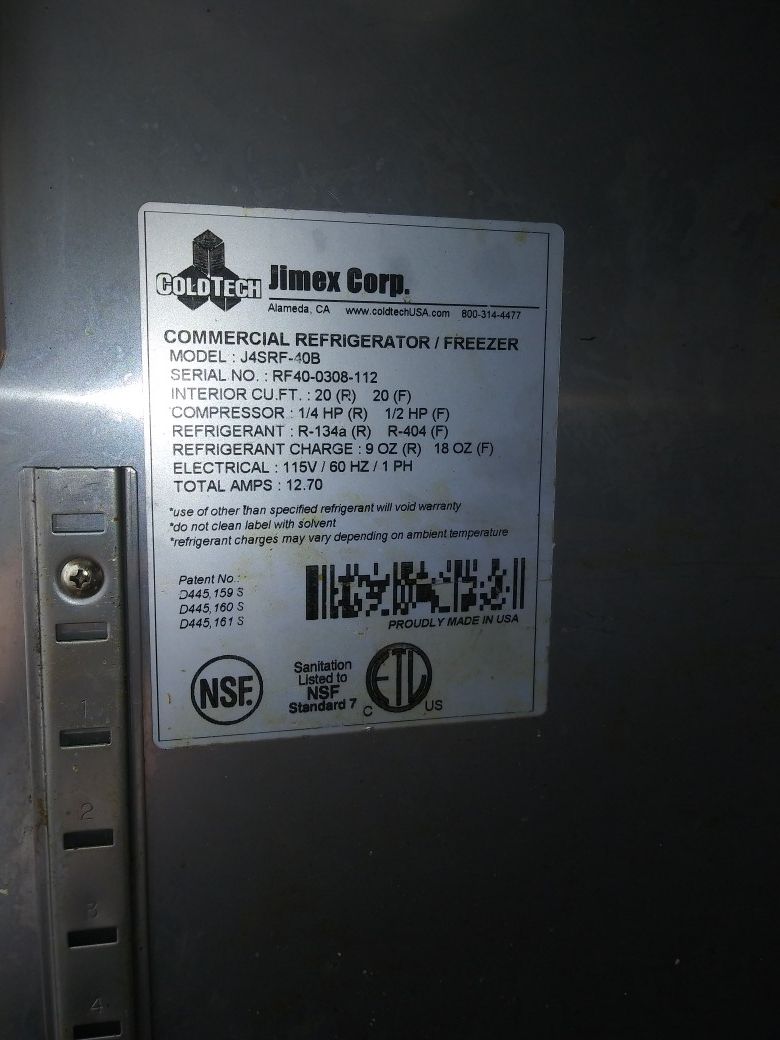 COLDTECH
Jimex Corp.
Alameda, CA www.coldtechUSA.com 800-314-4477
COMMERCIAL REFRIGERATOR / FREEZER
MODEL : J4SRF-40B
SERIAL NO. : RF40-0308-112
INTERIOR CU.FT. : 20 (R) 20 (F)
COMPRESSOR : 1/4 HP (R) 1/2 HP (F)
REFRIGERANT : R-134a (R) R-404 (F)
REFRIGERANT CHARGE : 9 OZ (R) 18 OZ (F)
ELECTRICAL : 115V / 60 HZ / 1 PH
TOTAL AMPS : 12.70
*use of other than specified refrigerant will void warranty
*do not clean label with solvent
*refrigerant charges may vary depending on ambient temperature
Patent No.:
D445,159 S
D445,160 S
D445,161 S
PROUDLY MADE IN USA
NSF.
Sanitation
Listed to
NSF
Standard 7
C ETL US
1
2
3
4